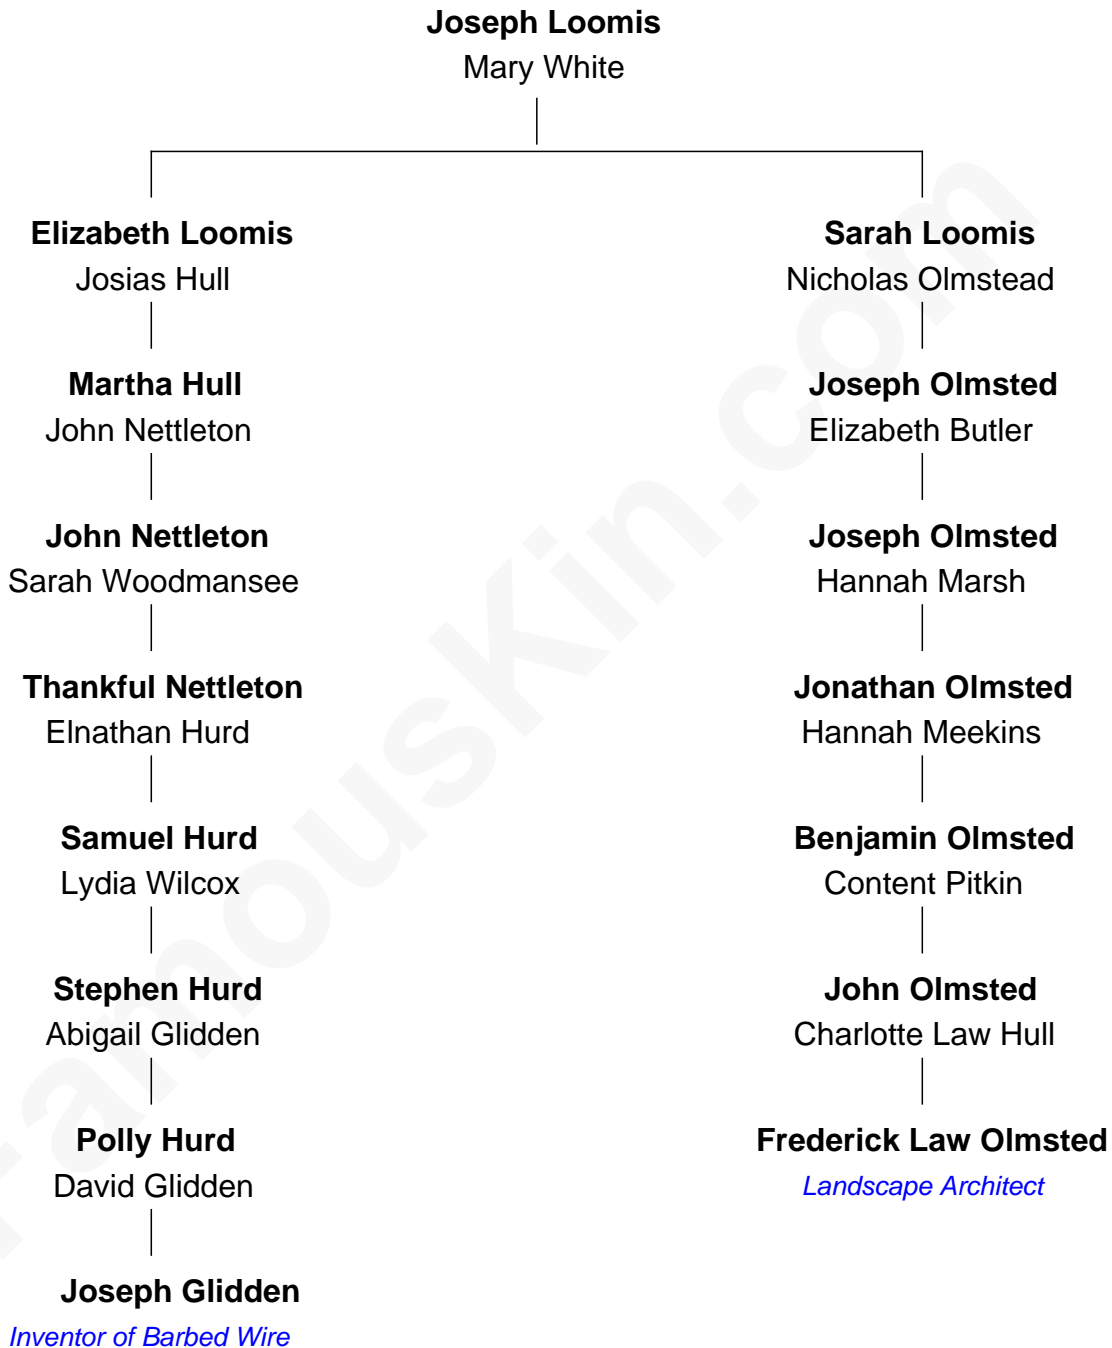 Joseph Loomis
Mary White
Elizabeth Loomis
Josias Hull
Sarah Loomis
Nicholas Olmstead
Martha Hull
John Nettleton
Joseph Olmsted
Elizabeth Butler
John Nettleton
Sarah Woodmansee
Joseph Olmsted
Hannah Marsh
Thankful Nettleton
Elnathan Hurd
Jonathan Olmsted
Hannah Meekins
Samuel Hurd
Lydia Wilcox
Benjamin Olmsted
Content Pitkin
Stephen Hurd
Abigail Glidden
John Olmsted
Charlotte Law Hull
Polly Hurd
David Glidden
Frederick Law Olmsted
Landscape Architect
Joseph Glidden
Inventor of Barbed Wire
FamousKin.com